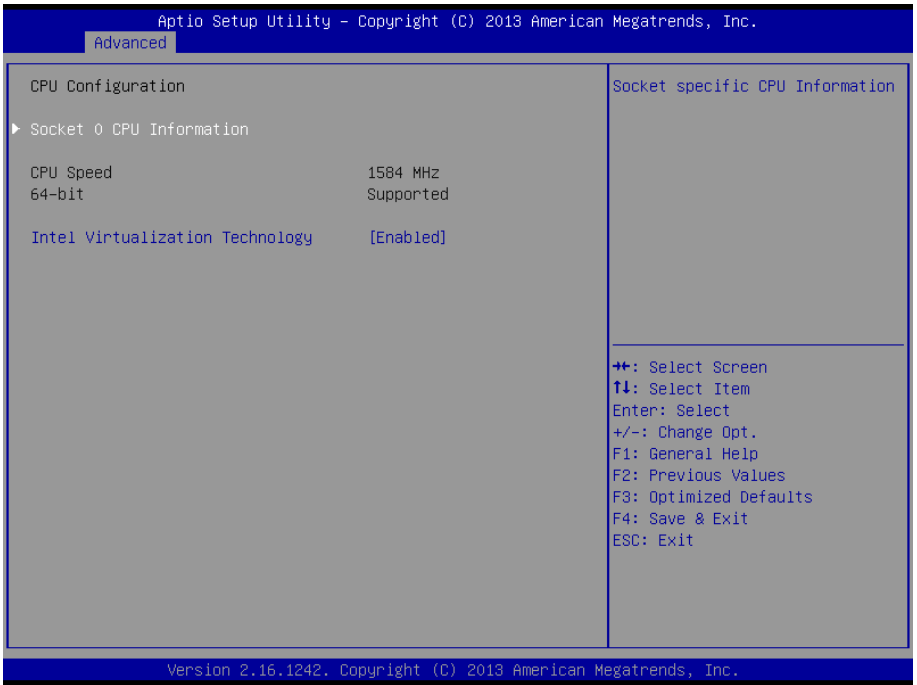 Aptio Setup Utility – Copyright (C) 2013 American Megatrends, Inc.
Advanced
CPU Configuration
Socket 0 CPU Information
CPU Speed 1584 MHz
64-bit Supported
Intel Virtualization Technology [Enabled]
Socket specific CPU Information
→←: Select Screen
↑↓: Select Item
Enter: Select
+/-: Change Opt.
F1: General Help
F2: Previous Values
F3: Optimized Defaults
F4: Save & Exit
ESC: Exit
Version 2.16.1242. Copyright (C) 2013 American Megatrends, Inc.